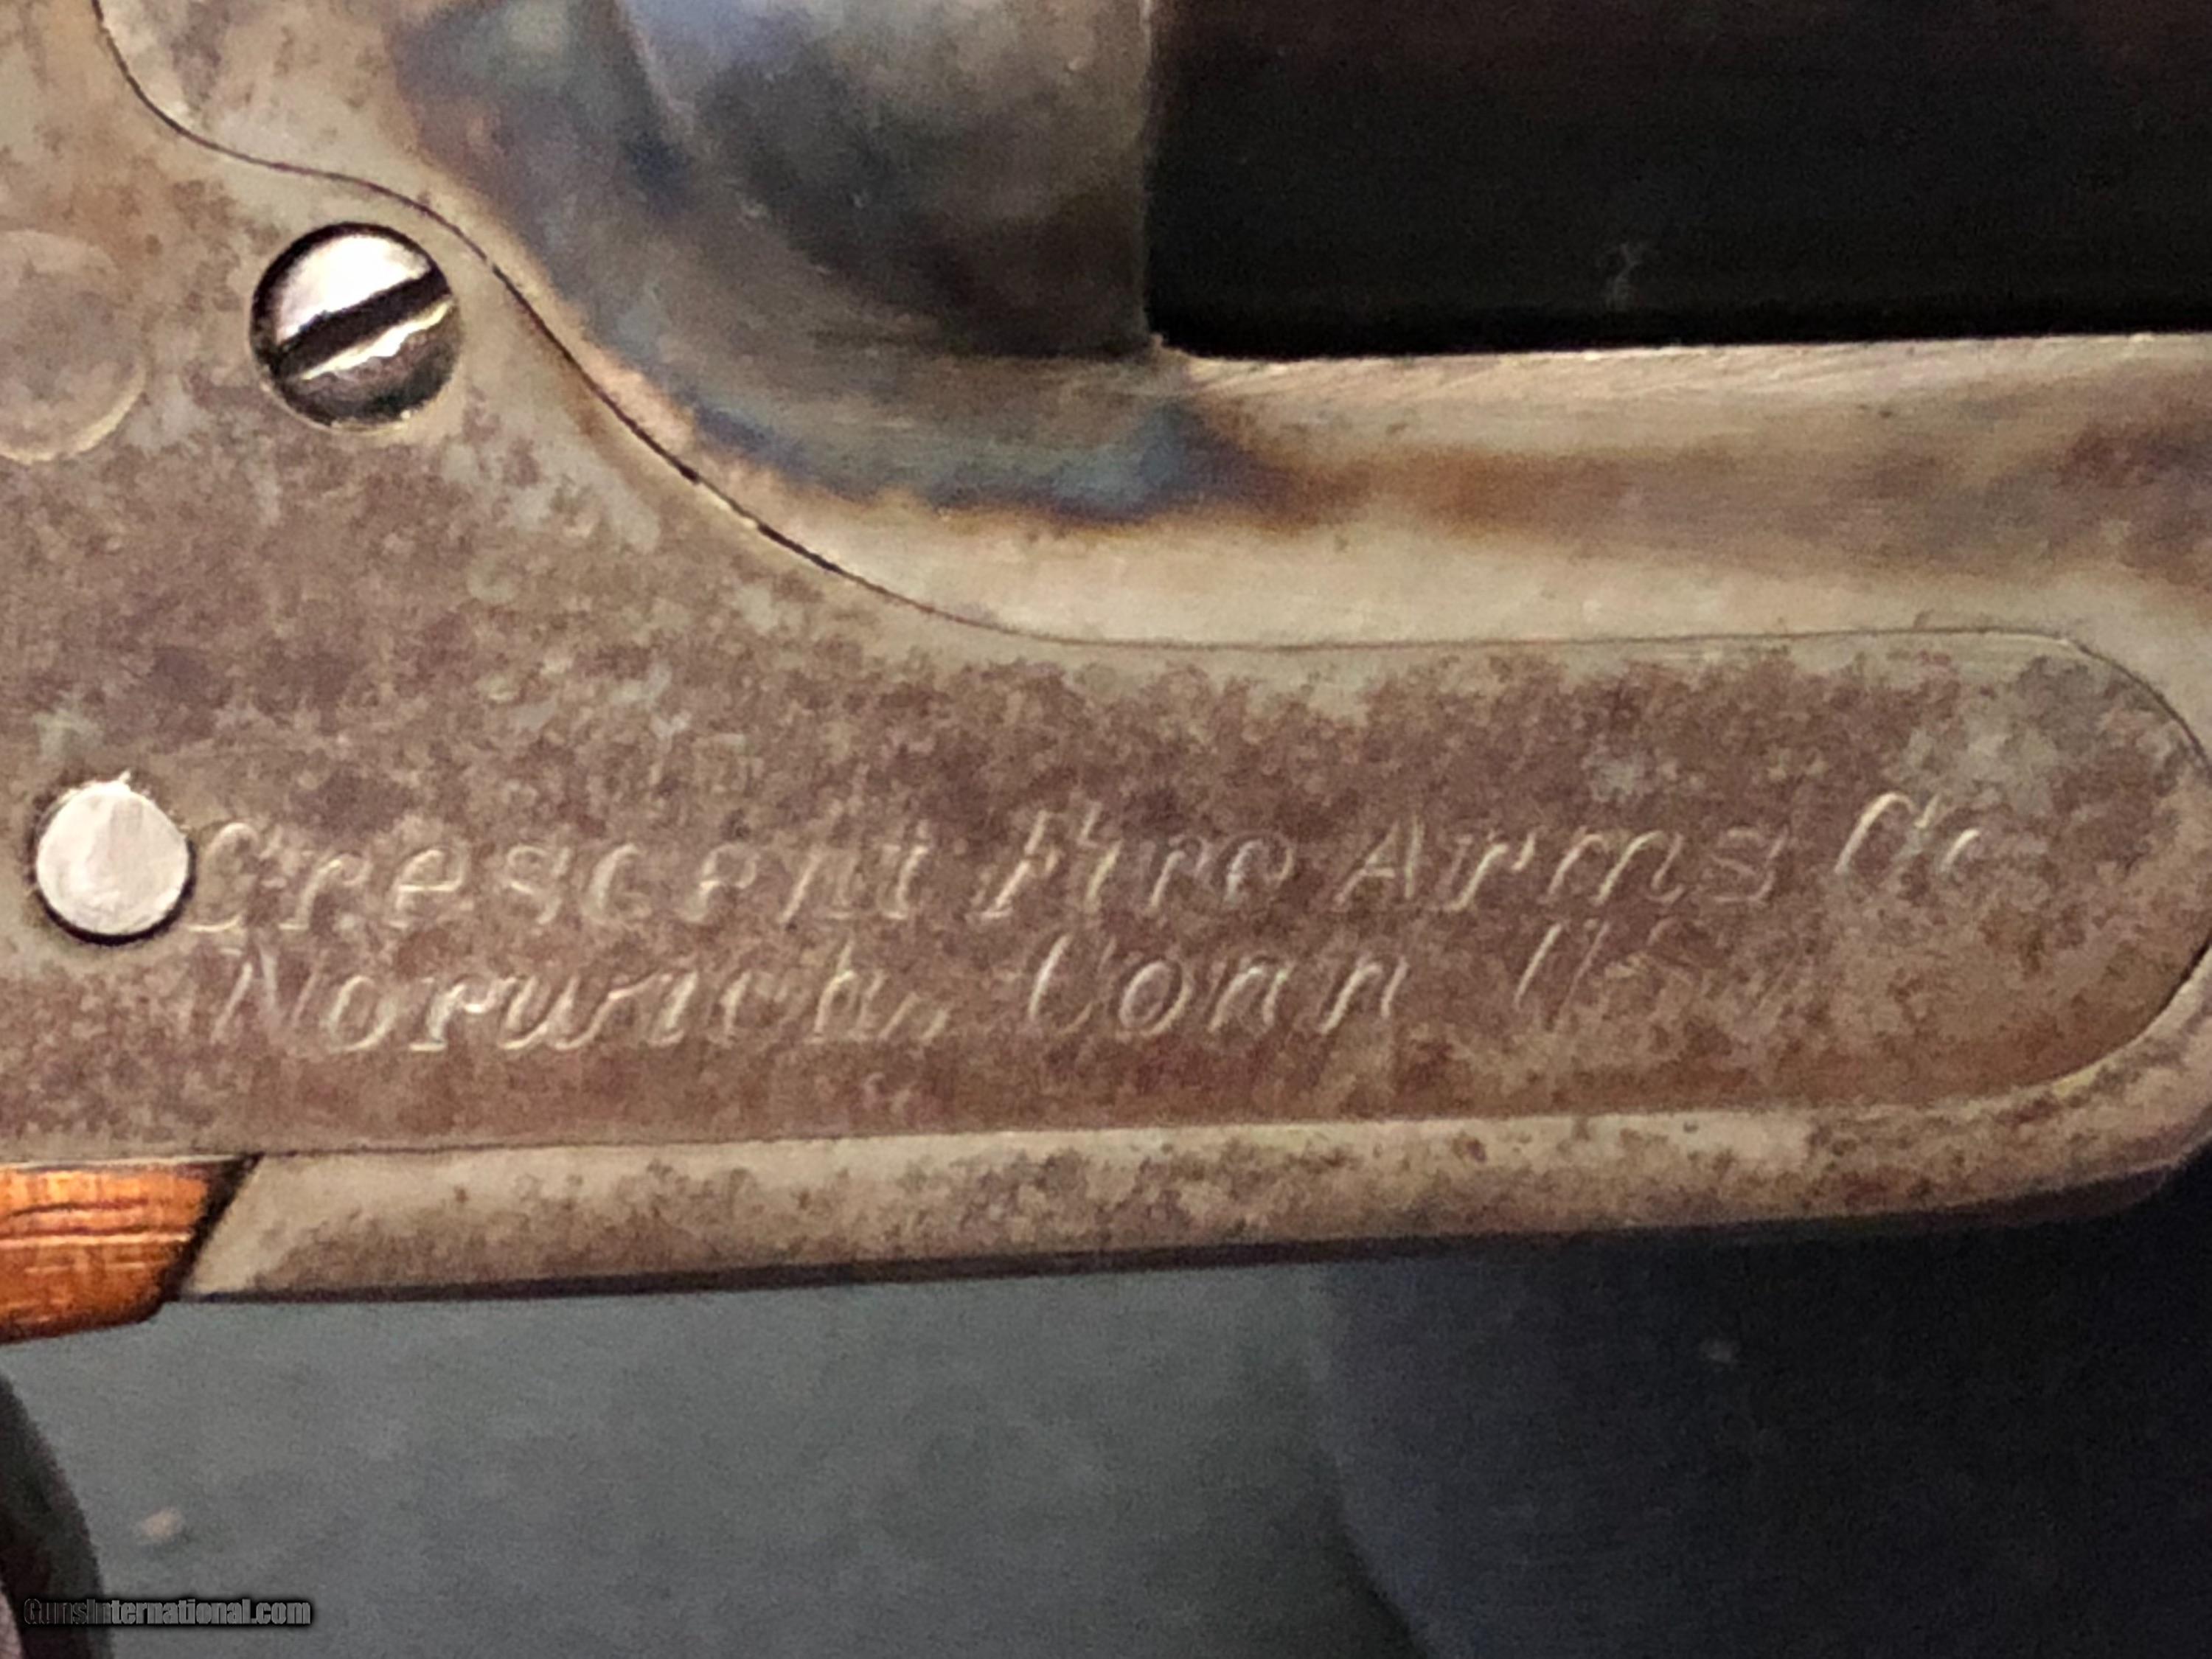 Crescent Fire Arms Co.
Norwich, Conn U.S.
GunsInternational.com